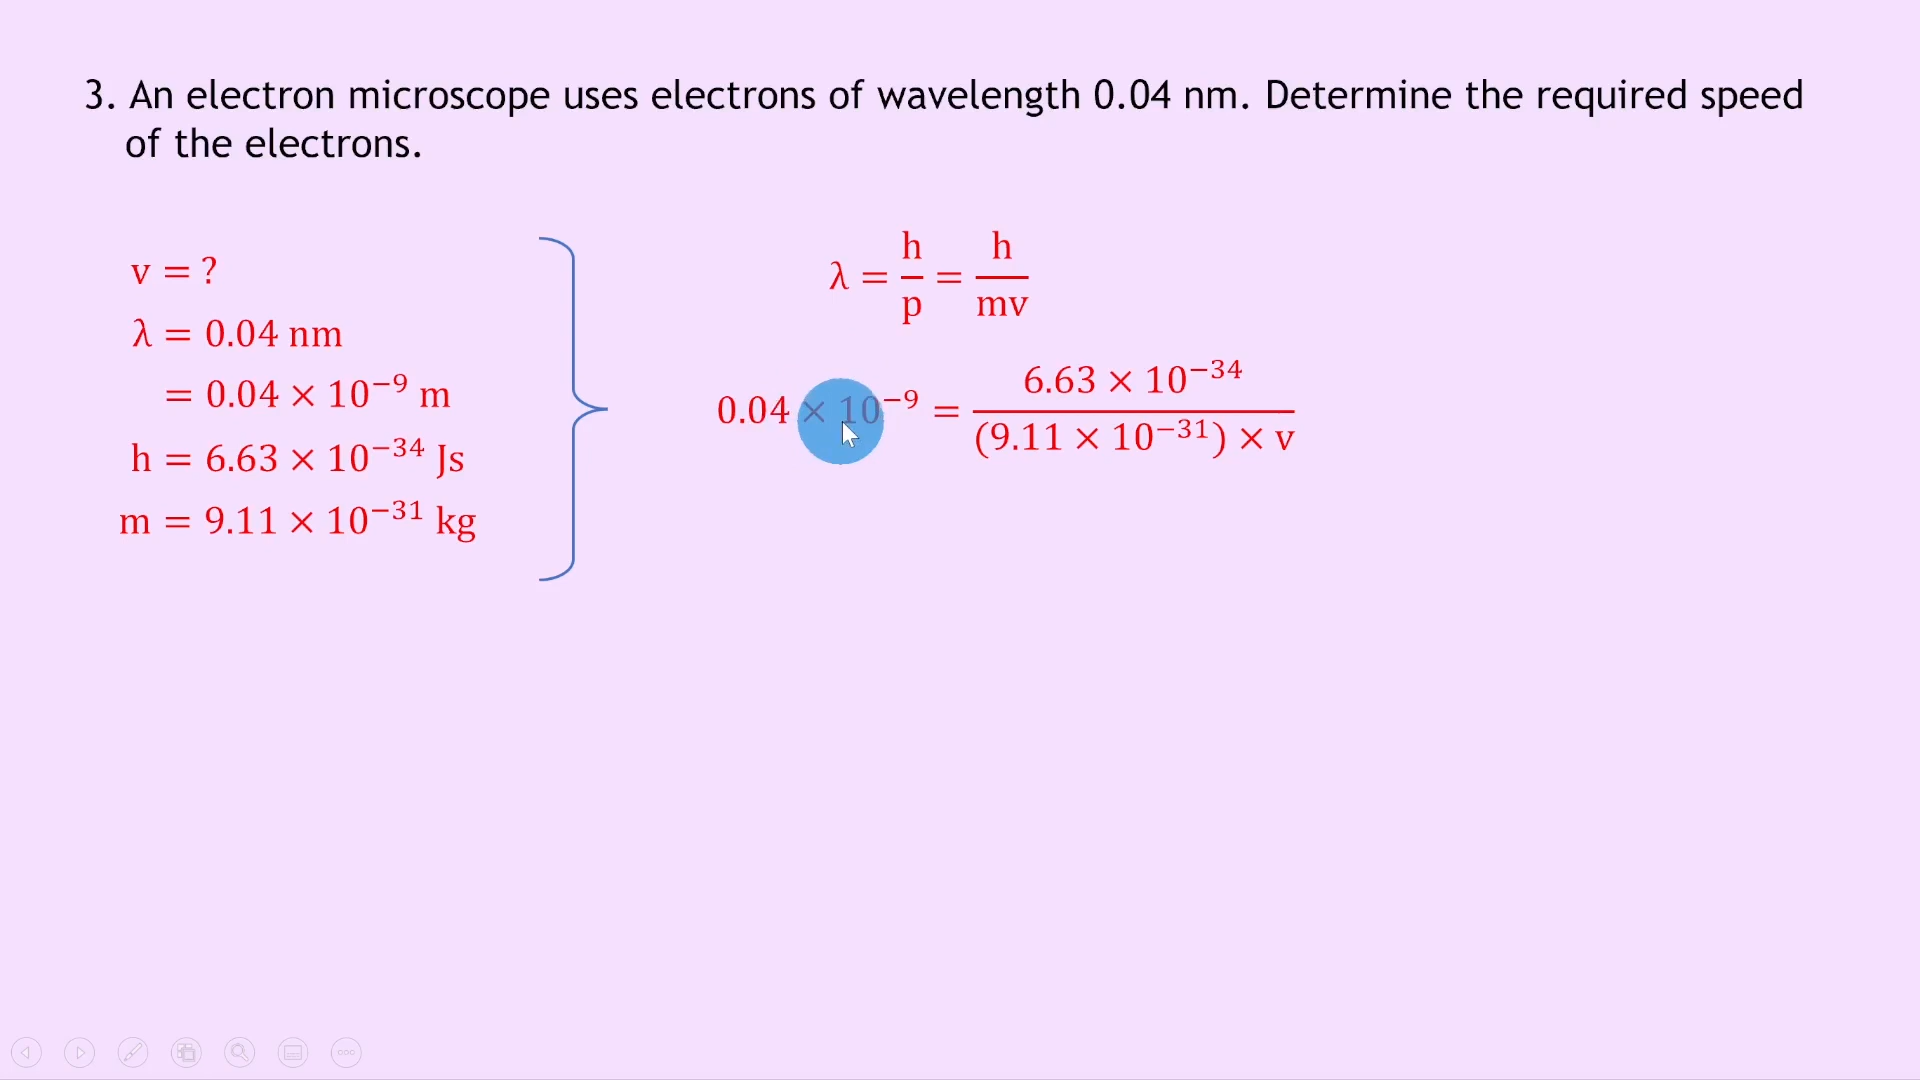 3. An electron microscope uses electrons of wavelength 0.04 nm. Determine the required speed
of the electrons.
v = ?
λ = 0.04 nm
= 0.04 × 10⁻⁹ m
h = 6.63 × 10⁻³⁴ Js
m = 9.11 × 10⁻³¹ kg
λ = h/p = h/mv
0.04 × 10⁻⁹ = 6.63 × 10⁻³⁴ / (9.11 × 10⁻³¹) × v